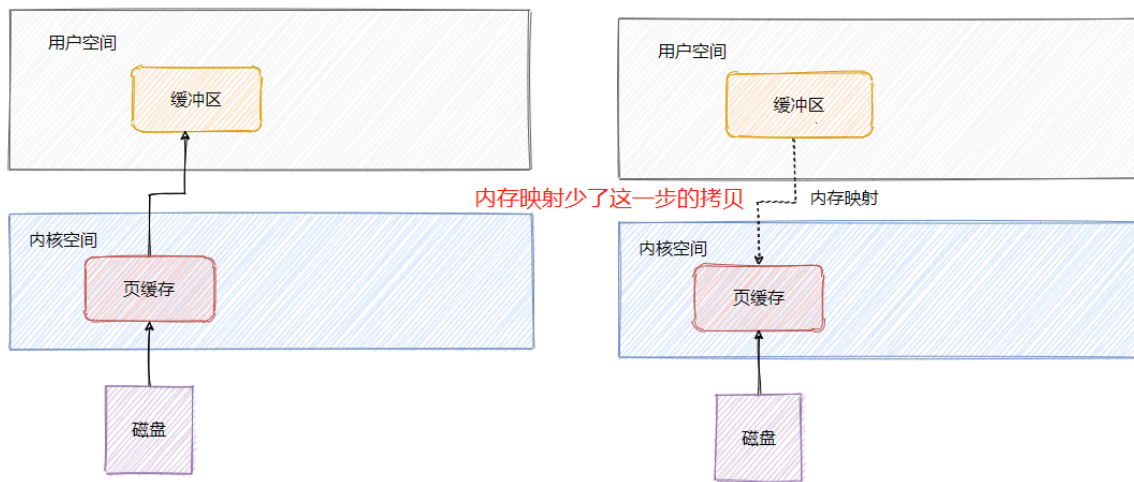 用户空间
缓冲区
内核空间
页缓存
磁盘
内存映射少了这一步的拷贝
用户空间
缓冲区
内存映射
内核空间
页缓存
磁盘